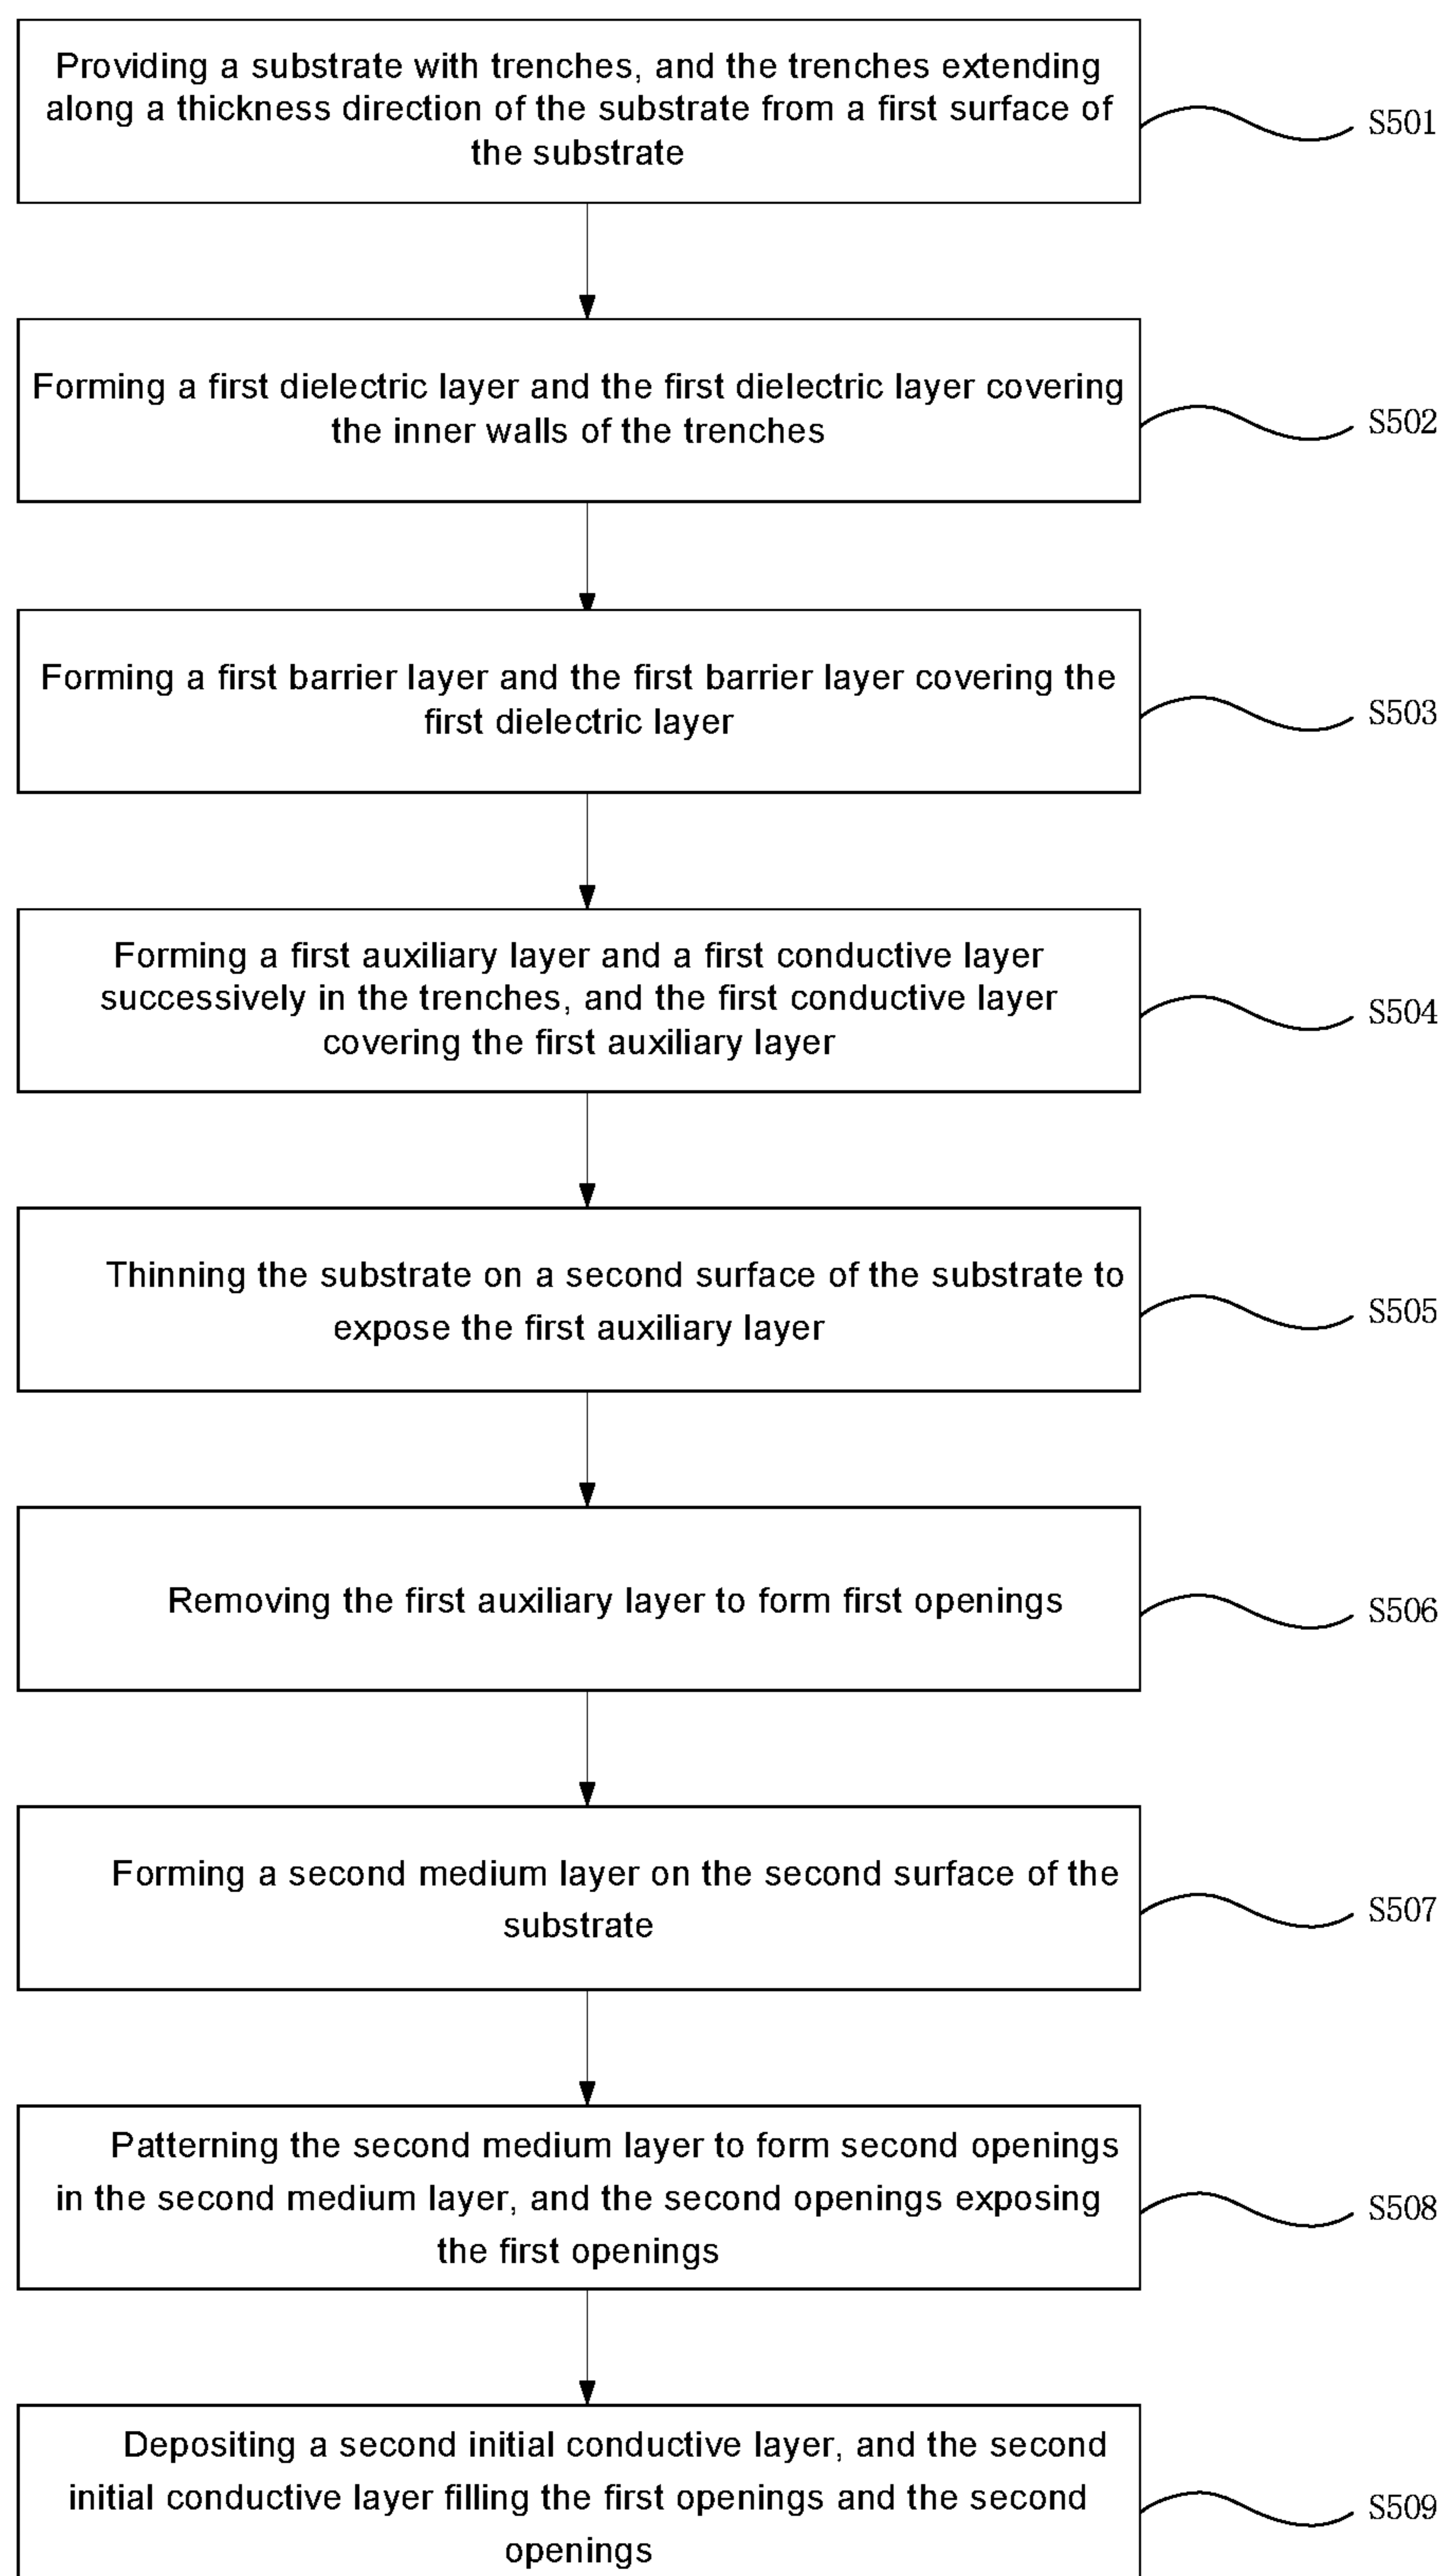 Providing a substrate with trenches, and the trenches extending
along a thickness direction of the substrate from a first surface of
the substrate
S501
Forming a first dielectric layer and the first dielectric layer covering
the inner walls of the trenches
S502
Forming a first barrier layer and the first barrier layer covering the
first dielectric layer
S503
Forming a first auxiliary layer and a first conductive layer
successively in the trenches, and the first conductive layer
covering the first auxiliary layer
S504
Thinning the substrate on a second surface of the substrate to
expose the first auxiliary layer
S505
Removing the first auxiliary layer to form first openings
S506
Forming a second medium layer on the second surface of the
substrate
S507
Patterning the second medium layer to form second openings
in the second medium layer, and the second openings exposing
the first openings
S508
Depositing a second initial conductive layer, and the second
initial conductive layer filling the first openings and the second
openings
S509